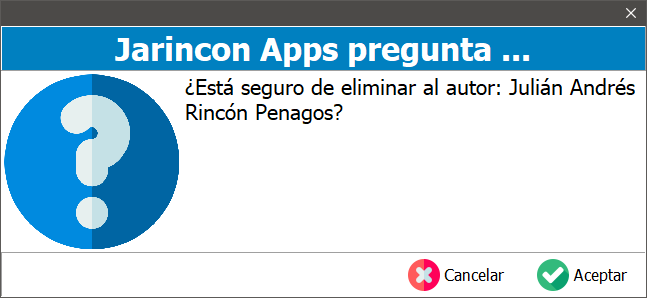 Jarincon Apps pregunta ...
¿Está seguro de eliminar al autor: Julián Andrés
Rincón Penagos?
Cancelar
Aceptar